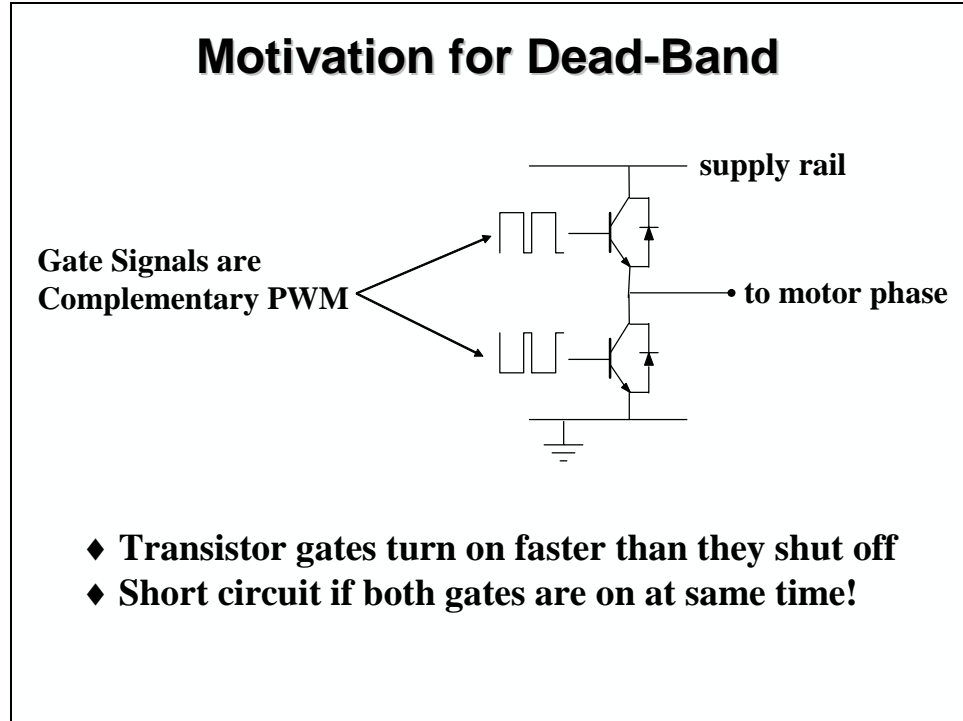 Motivation for Dead-Band
supply rail
Gate Signals are
Complementary PWM
to motor phase
♦ Transistor gates turn on faster than they shut off
♦ Short circuit if both gates are on at same time!